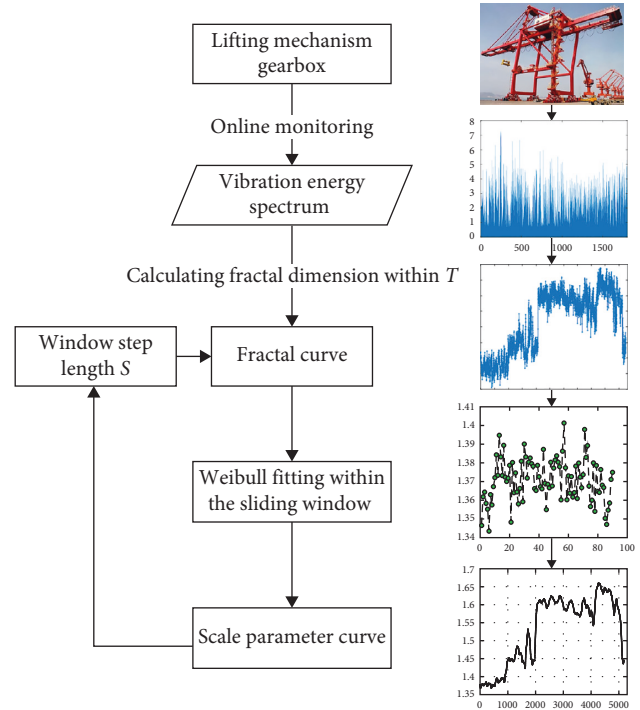 Lifting mechanism
gearbox
Online monitoring
Vibration energy
spectrum
Calculating fractal dimension within T
Window step
length S
Fractal curve
Weibull fitting within
the sliding window
Scale parameter curve
8
7
6
5
4
3
2
1
0
0 500 1000 1500
1.41
1.4
1.39
1.38
1.37
1.36
1.35
1.34
0 20 40 60 80 100
1.7
1.65
1.6
1.55
1.5
1.45
1.4
1.35
0 1000 2000 3000 4000 5000